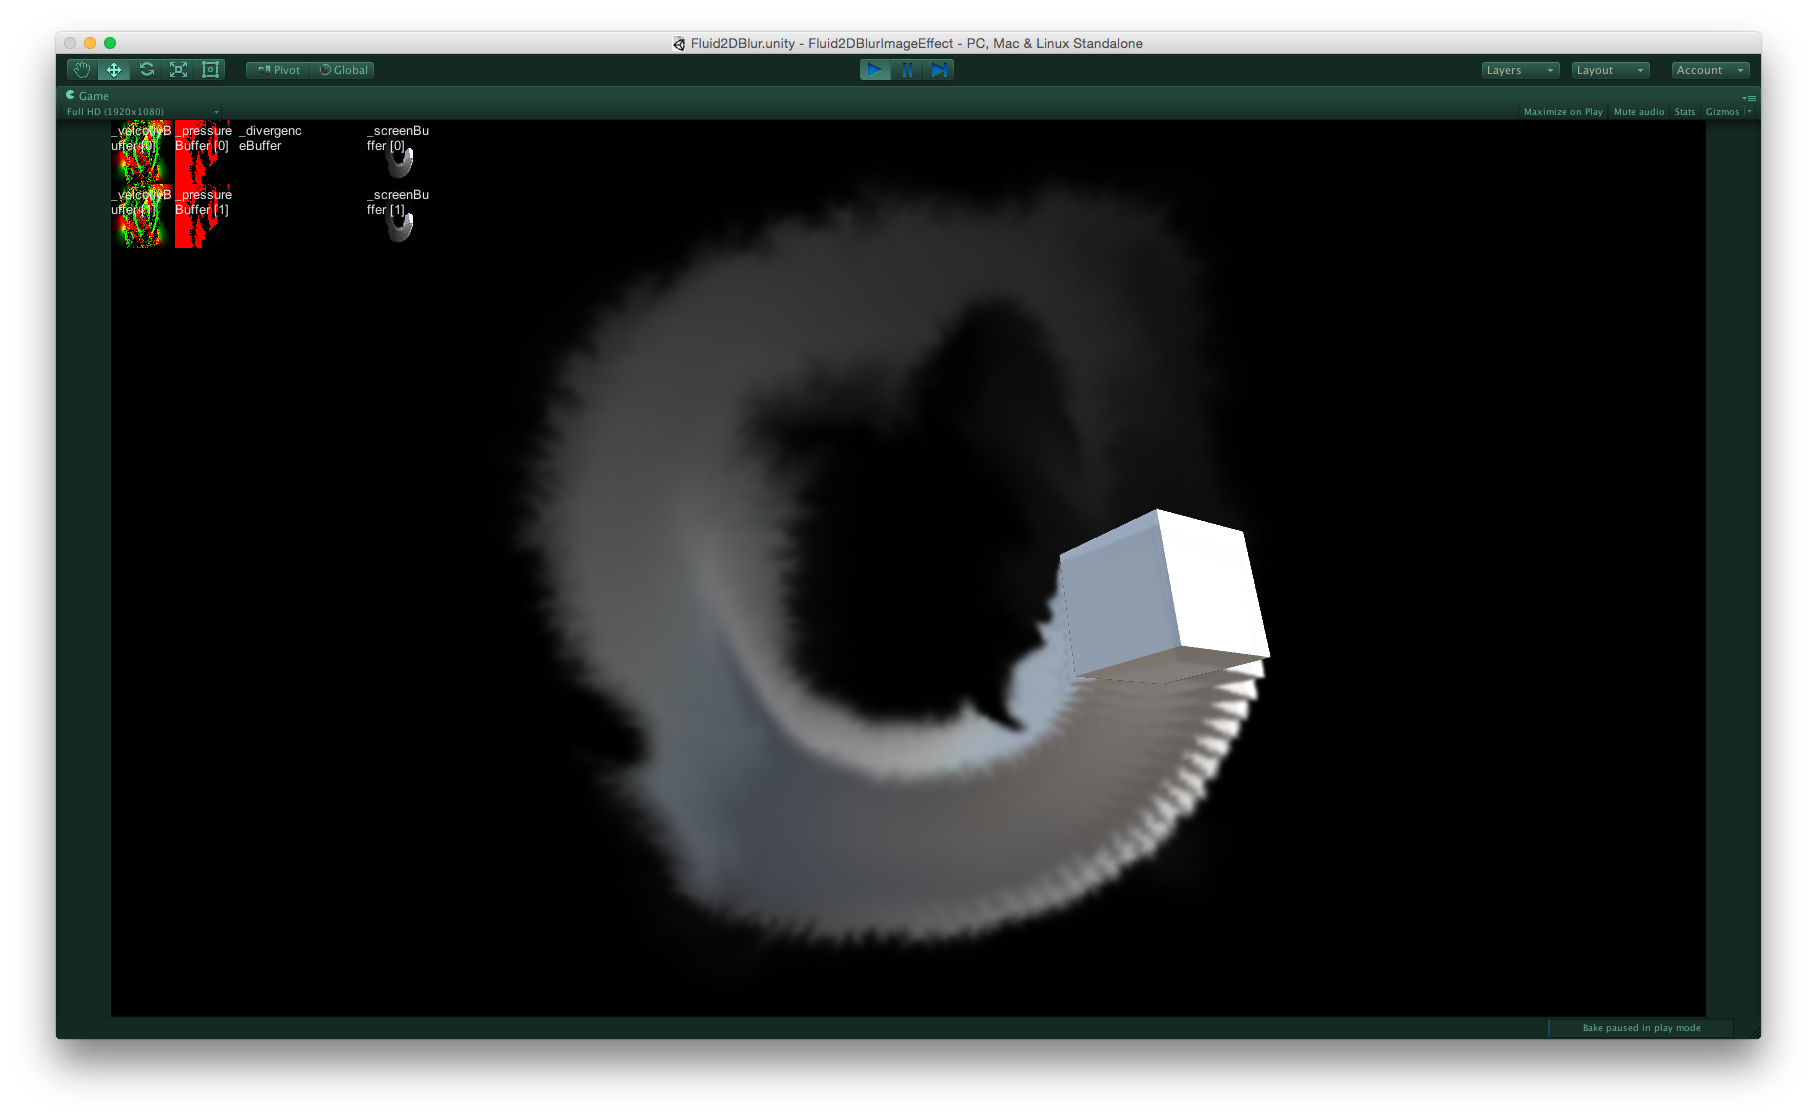 Fluid2DBlur.unity - Fluid2DBlurImageEffect - PC, Mac & Linux Standalone
Pivot Global Layers Layout Account
Game
Full HD (1920x1080) Maximize on Play Mute audio Stats Gizmos
_velcotiyB _pressure _divergenc _screenBu
uffer [0] Buffer [0] eBuffer ffer [0]
_velcotiyB _pressure _screenBu
uffer [1] Buffer [1] ffer [1]
Bake paused in play mode